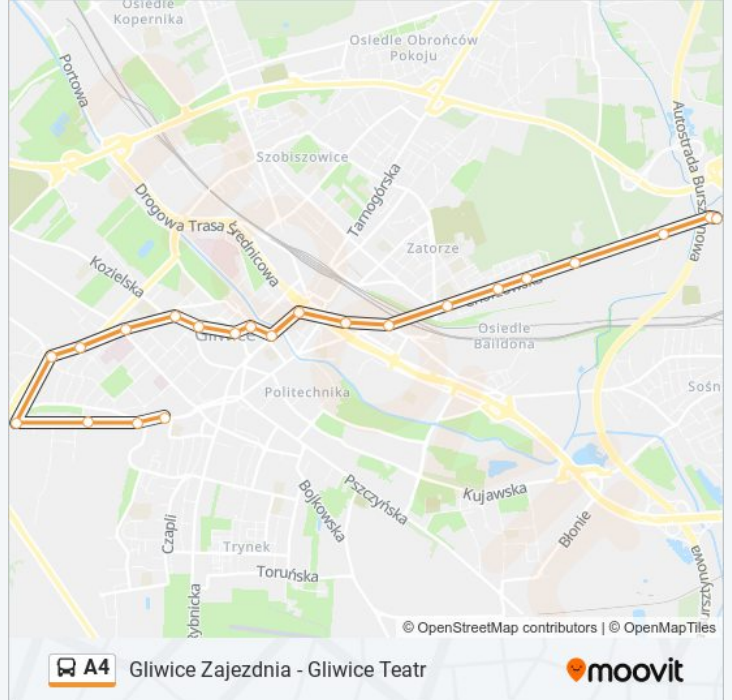 Osiedle
Kopernika
Portowa
Osiedle Obrońców
Pokoju
Autostrada Bursztynowa
Szobiszowice
Tarnogórska
Drogowa Trasa Średnicowa
Zatorze
Kozielska
Gliwice
Osiedle
Baildona
Politechnika
Sośn
Pszczyńska
Kujawska
Bojkowska
Błonie
Czapli
Trynek
Toruńska
Rybnicka
© OpenStreetMap contributors | © OpenMapTiles
A4 Gliwice Zajezdnia - Gliwice Teatr
moovit